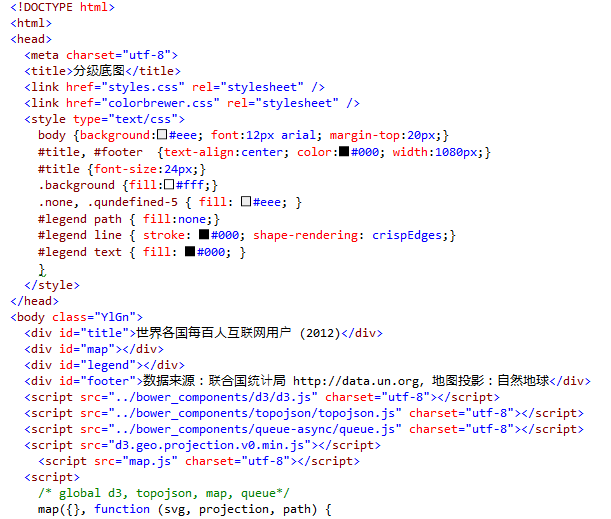 <!DOCTYPE html>
<html>
<head>
  <meta charset="utf-8">
  <title>分级底图</title>
  <link href="styles.css" rel="stylesheet" />
  <link href="colorbrewer.css" rel="stylesheet" />
  <style type="text/css">
    body {background:#eee; font:12px arial; margin-top:20px;}
    #title, #footer  {text-align:center; color:#000; width:1080px;}
    #title {font-size:24px;}
    .background {fill:#fff;}
    .none, .qundefined-5 { fill: #eee; }
    #legend path { fill:none;}
    #legend line { stroke: #000; shape-rendering: crispEdges;}
    #legend text { fill: #000; }
    }
  </style>
</head>
<body class="YlGn">
  <div id="title">世界各国每百人互联网用户 (2012)</div>
  <div id="map"></div>
  <div id="legend"></div>
  <div id="footer">数据来源：联合国统计局 http://data.un.org, 地图投影：自然地球</div>
  <script src="../bower_components/d3/d3.js" charset="utf-8"></script>
  <script src="../bower_components/topojson/topojson.js" charset="utf-8"></script>
  <script src="../bower_components/queue-async/queue.js" charset="utf-8"></script>
  <script src="d3.geo.projection.v0.min.js"></script>
    <script src="map.js" charset="utf-8"></script>
  <script>
    /* global d3, topojson, map, queue*/
    map({}, function (svg, projection, path) {